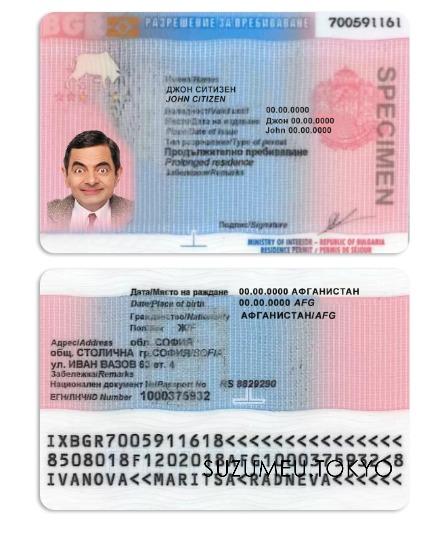 BGR РАЗРЕШЕНИЕ ЗА ПРЕБИВАВАНЕ 700591161
Имена/Names
ДЖОН СИТИЗЕН
JOHN CITIZEN
Валидност/Valid until 00.00.0000
Място/Дата на издаване Джон 00.00.0000
Place/Date of issue John 00.00.0000
Тип разрешение/Type of permit
Продължително пребиваване
Prolonged residence
Забележки/Remarks
SPECIMEN
Подпис/Signature
MINISTRY OF INTERIOR - REPUBLIC OF BULGARIA
RESIDENCE PERMIT / PERMIS DE SÉJOUR
Дата/Място на раждане 00.00.0000 АФГАНИСТАН
Date/Place of birth 00.00.0000 AFG
Гражданство/Nationality АФГАНИСТАН/AFG
Пол/Sex Ж/F
Адрес/Address обл. СОФИЯ
общ. СТОЛИЧНА гр.СОФИЯ/SOFIA
ул. ИВАН ВАЗОВ 63 ет. 4
Забележка/Remarks
Национален документ №/Passport No RS 8829290
ЕГН/ЛНЧ/ID Number 1000375932
IXBGR7005911618<<<<<<<<<<<<<<<
8508018F1202018AFG1000375932<8
IVANOVA<<MARITSA<RADNEVA<<<<<<
SUZUMEU.TOKYO